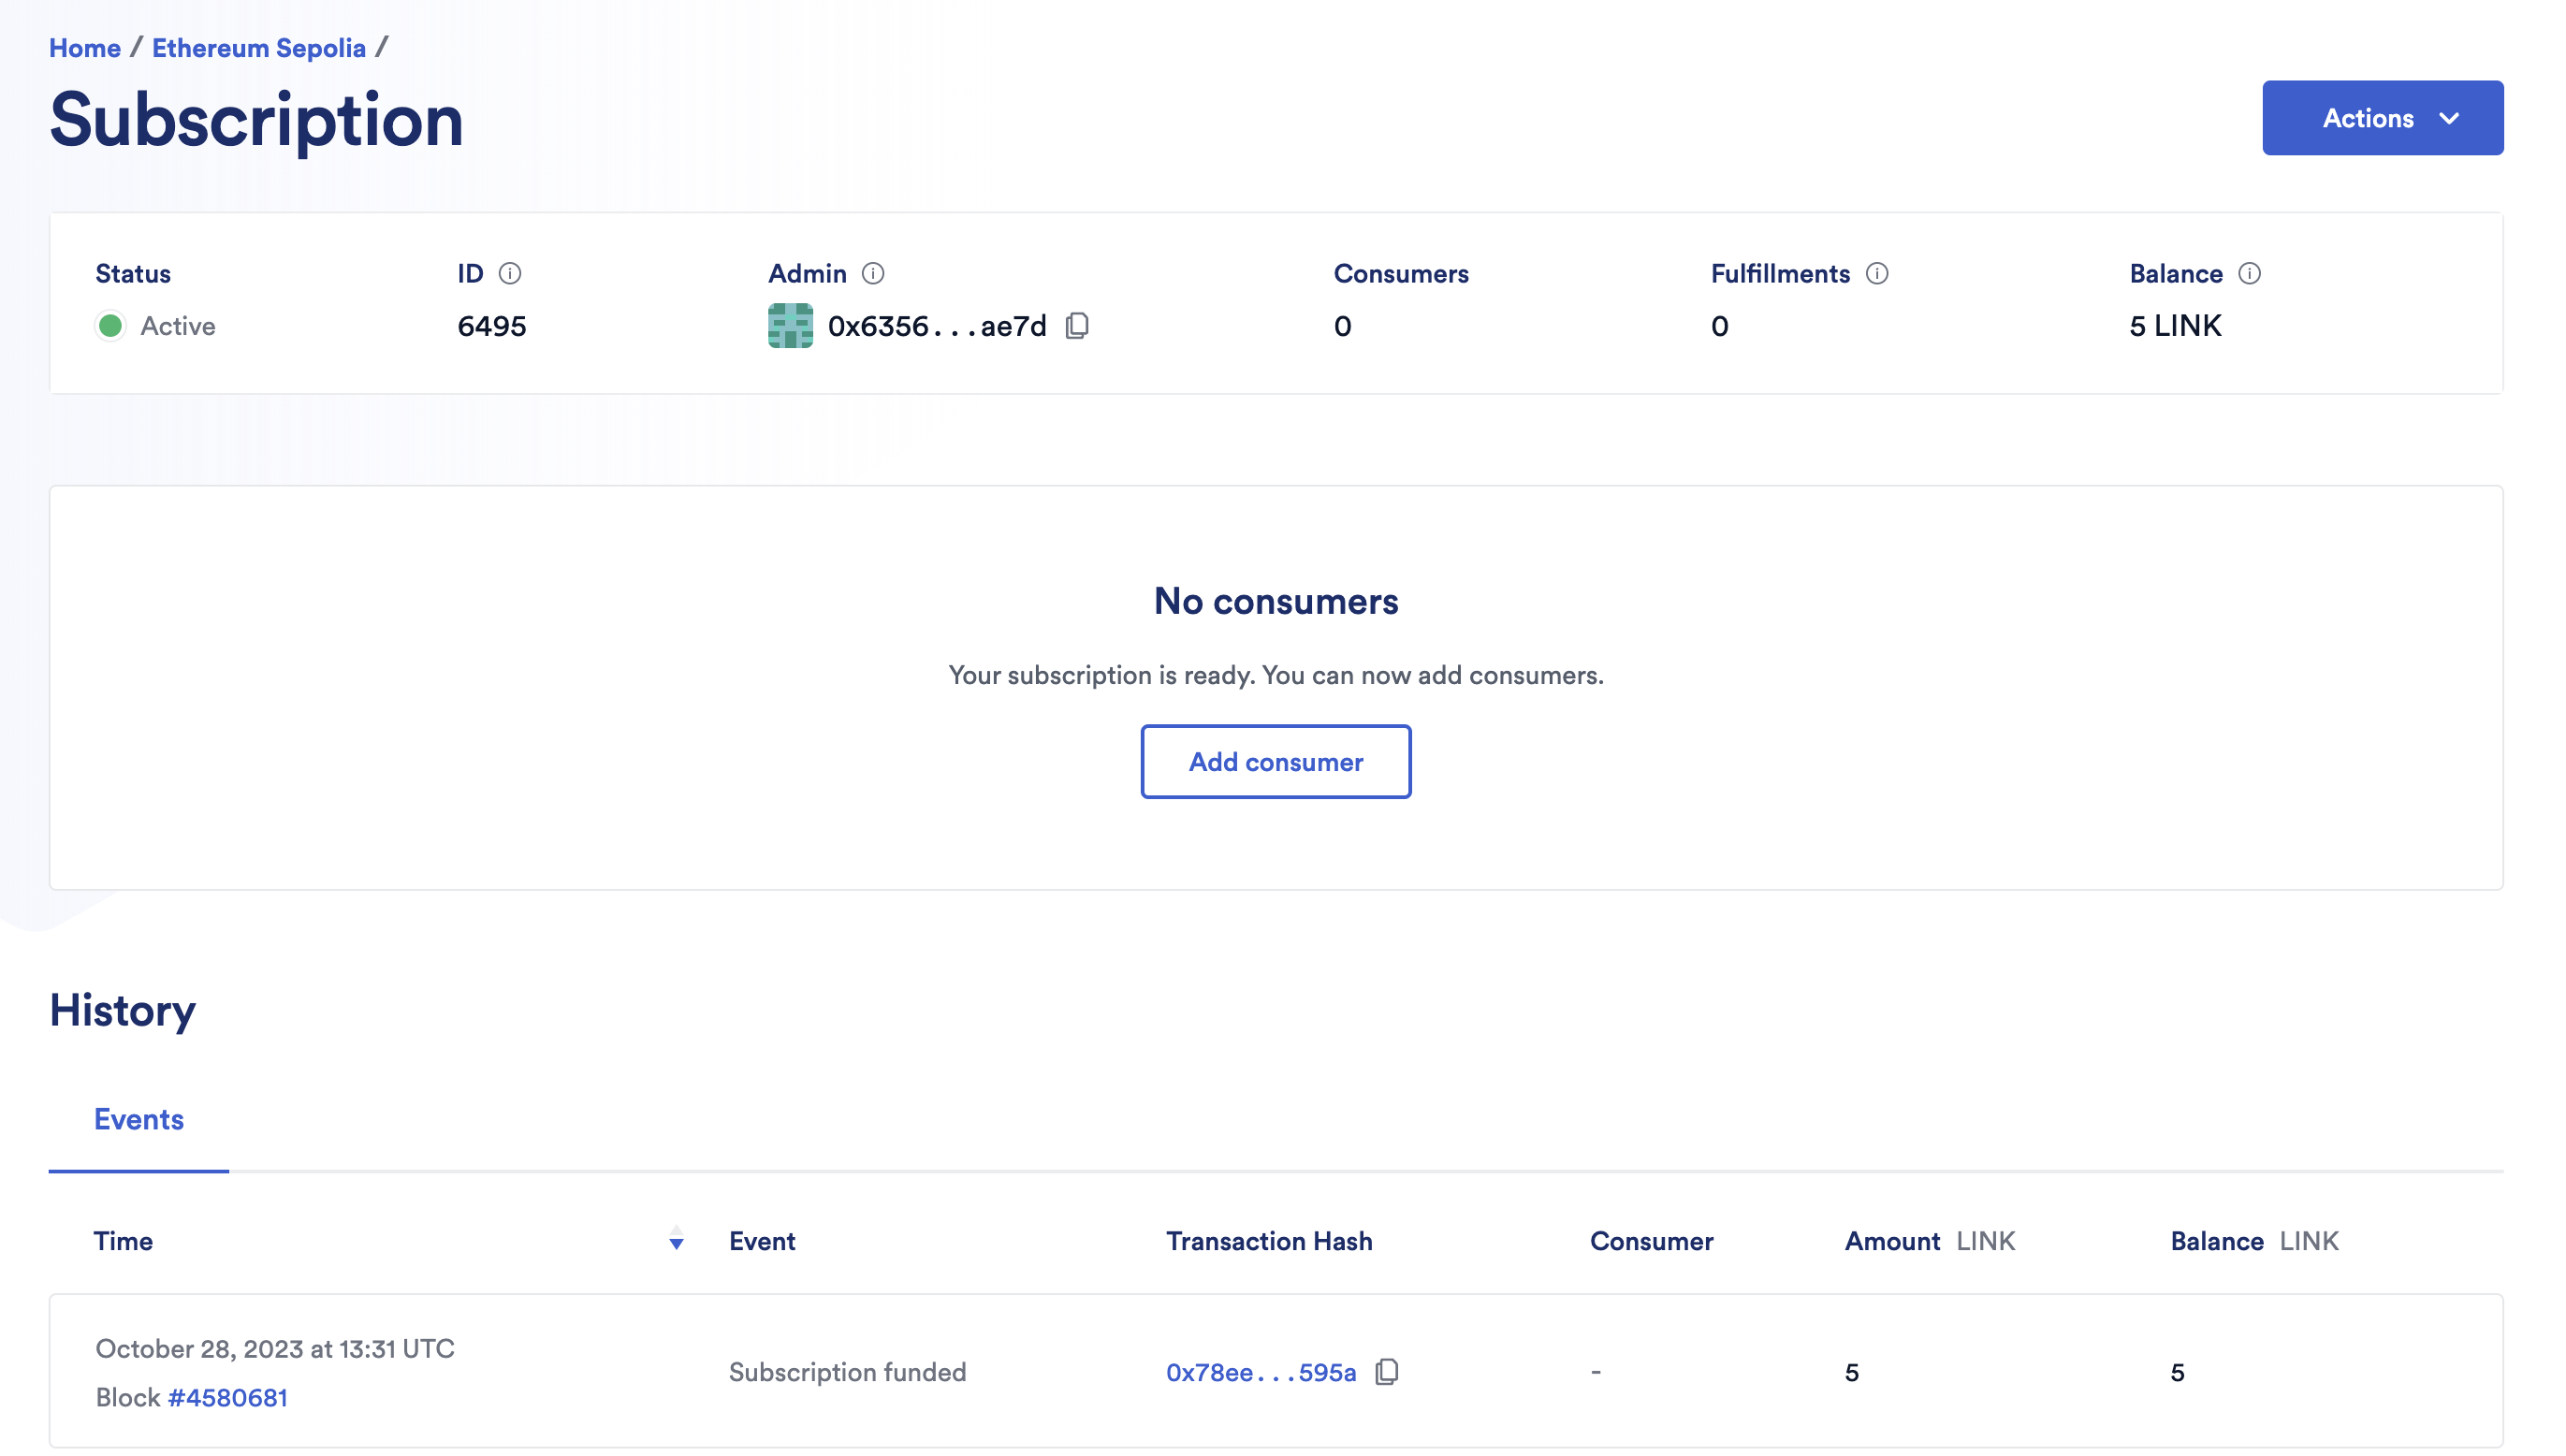 Home / Ethereum Sepolia /
Subscription
Actions
Status ID Admin Consumers Fulfillments Balance
Active 6495 0x6356...ae7d 0 0 5 LINK
No consumers
Your subscription is ready. You can now add consumers.
Add consumer
History
Events
Time Event Transaction Hash Consumer Amount LINK Balance LINK
October 28, 2023 at 13:31 UTC
Subscription funded 0x78ee...595a - 5 5
Block #4580681